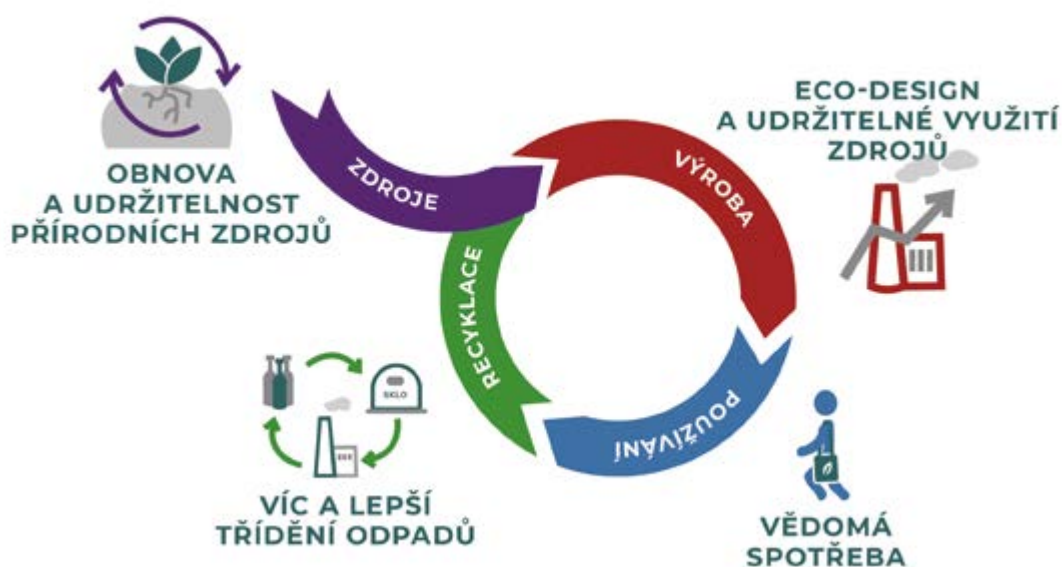 OBNOVA
A UDRŽITELNOST
PŘÍRODNÍCH ZDROJŮ
ZDROJE
VÝROBA
ECO-DESIGN
A UDRŽITELNÉ VYUŽITÍ
ZDROJŮ
RECYKLACE
POUŽÍVÁNÍ
SKLO
VÍC A LEPŠÍ
TŘÍDĚNÍ ODPADŮ
VĚDOMÁ
SPOTŘEBA